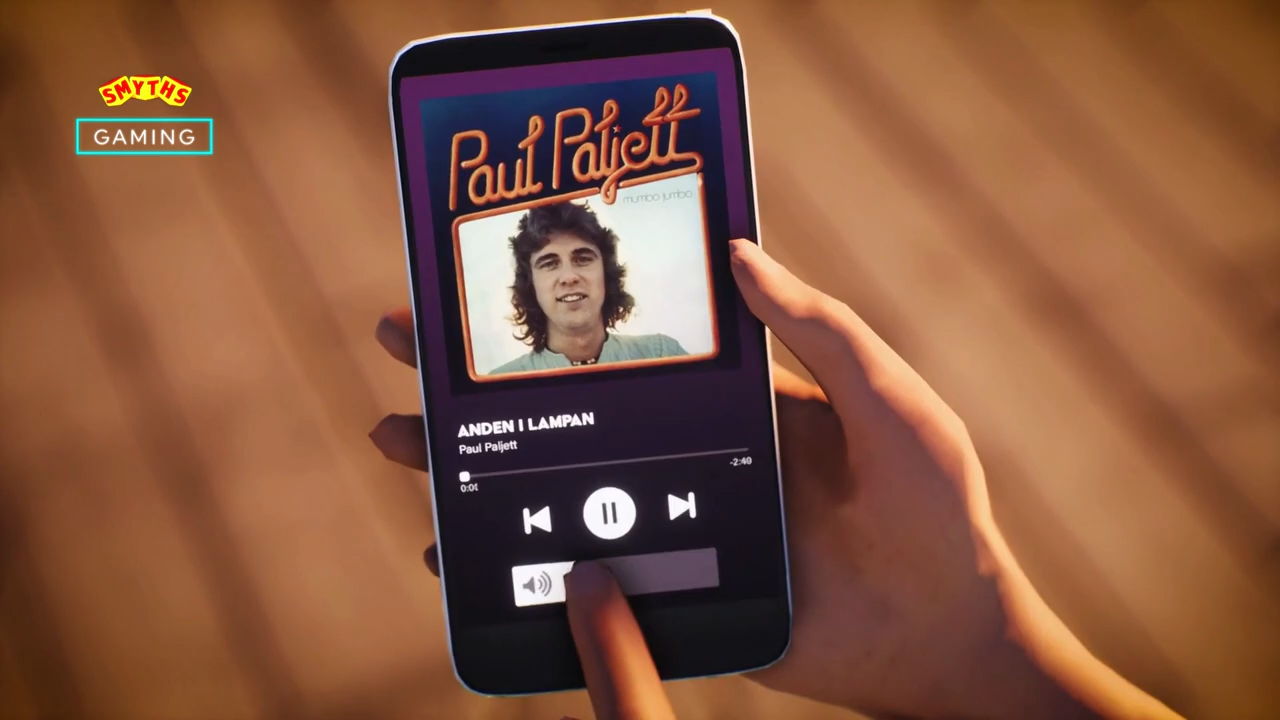 SMYTHS
GAMING
Paul Paljett
mumbo jumbo
ANDEN I LAMPAN
Paul Paljett
-2:40